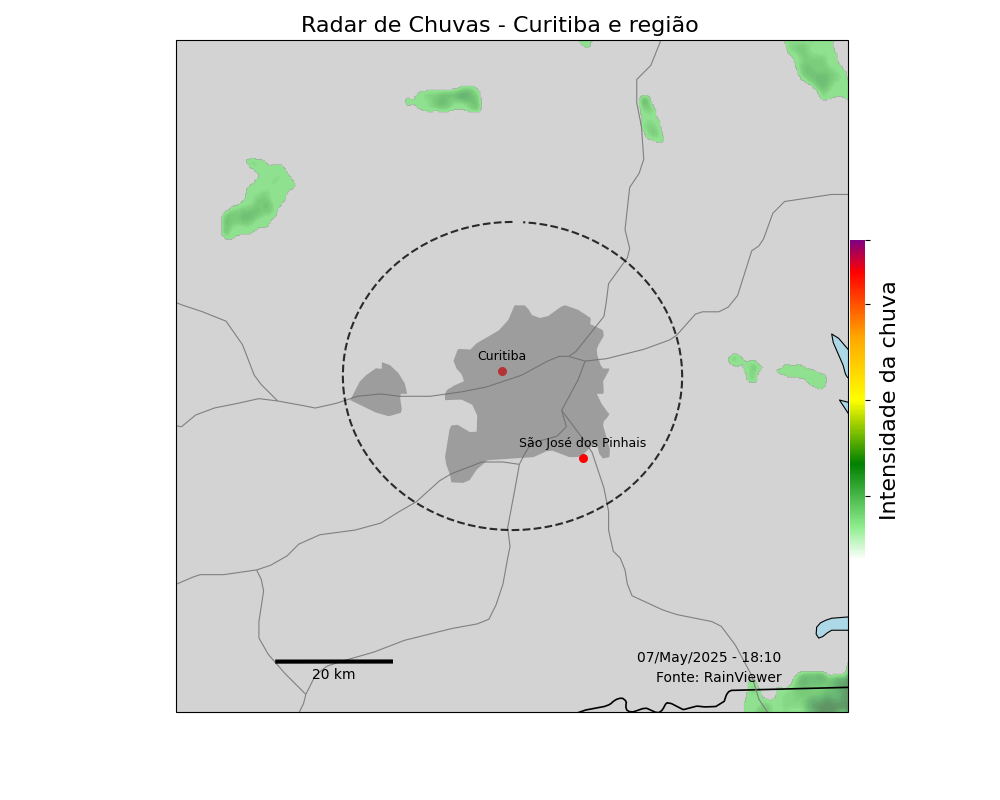 Radar de Chuvas - Curitiba e região
Curitiba
São José dos Pinhais
Intensidade da chuva
07/May/2025 - 18:10
Fonte: RainViewer
20 km